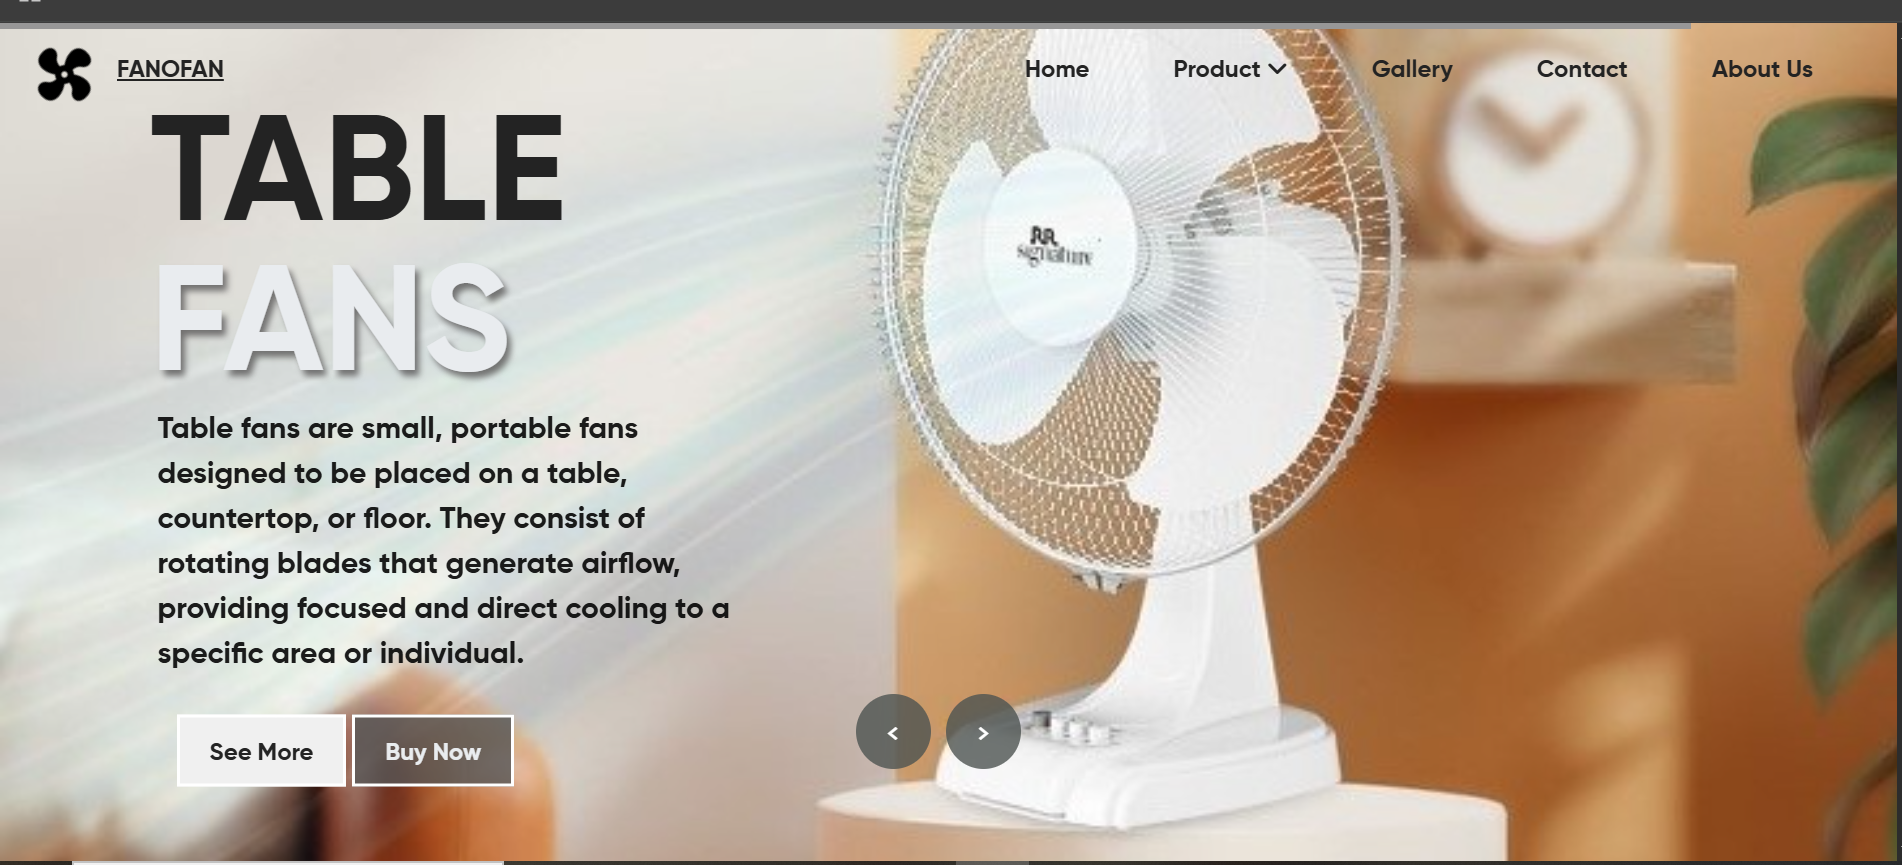 FANOFAN
Home
Product
Gallery
Contact
About Us
TABLE
FANS
RR
signature
Table fans are small, portable fans
designed to be placed on a table,
countertop, or floor. They consist of
rotating blades that generate airflow,
providing focused and direct cooling to a
specific area or individual.
See More
Buy Now
<
>